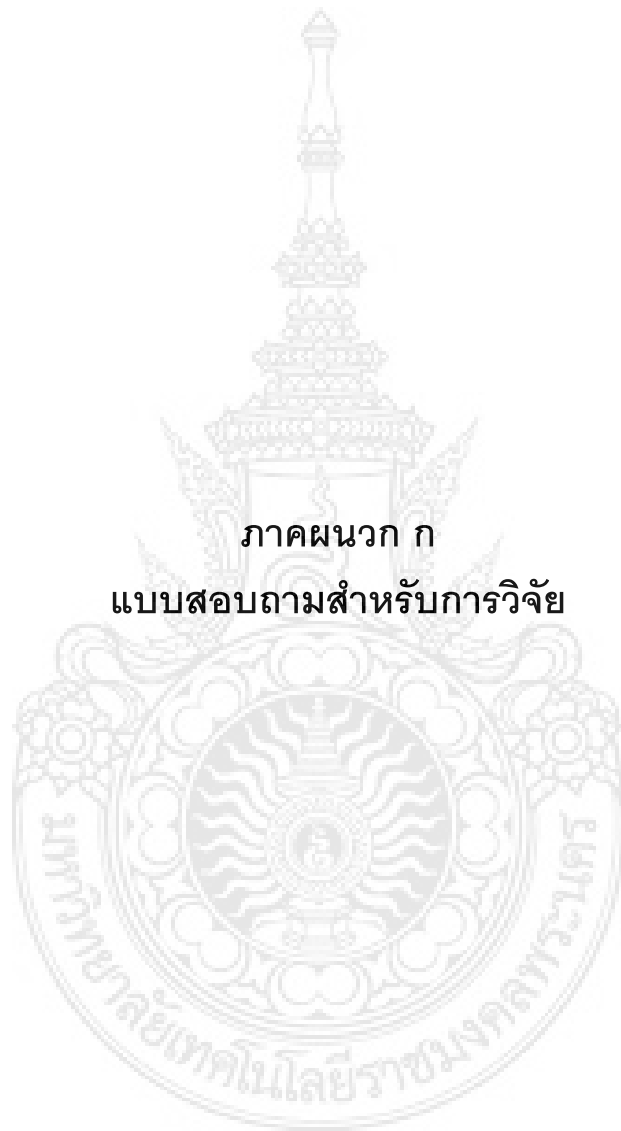 ภาคผนวก ก
แบบสอบถามสำหรับการวิจัย
มหาวิทยาลัยเทคโนโลยีราชมงคลพระนคร